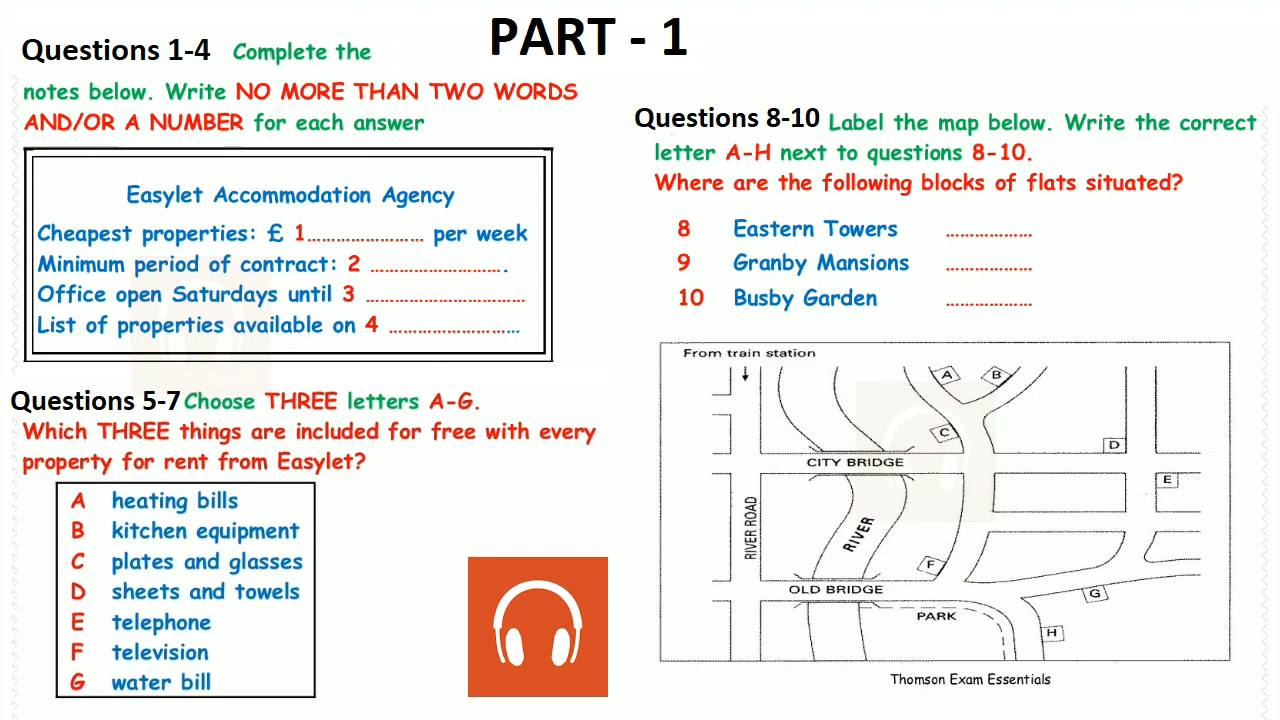 PART - 1
Questions 1-4 Complete the
notes below. Write NO MORE THAN TWO WORDS
AND/OR A NUMBER for each answer
Easylet Accommodation Agency
Cheapest properties: £ 1........................ per week
Minimum period of contract: 2 ...........................
Office open Saturdays until 3 ................................
List of properties available on 4 ...........................
Questions 5-7 Choose THREE letters A-G.
Which THREE things are included for free with every
property for rent from Easylet?
A heating bills
B kitchen equipment
C plates and glasses
D sheets and towels
E telephone
F television
G water bill
Questions 8-10 Label the map below. Write the correct
letter A-H next to questions 8-10.
Where are the following blocks of flats situated?
8 Eastern Towers ..................
9 Granby Mansions ..................
10 Busby Garden ..................
From train station
A
B
C
D
CITY BRIDGE
E
RIVER ROAD
RIVER
F
OLD BRIDGE
G
PARK
H
Thomson Exam Essentials